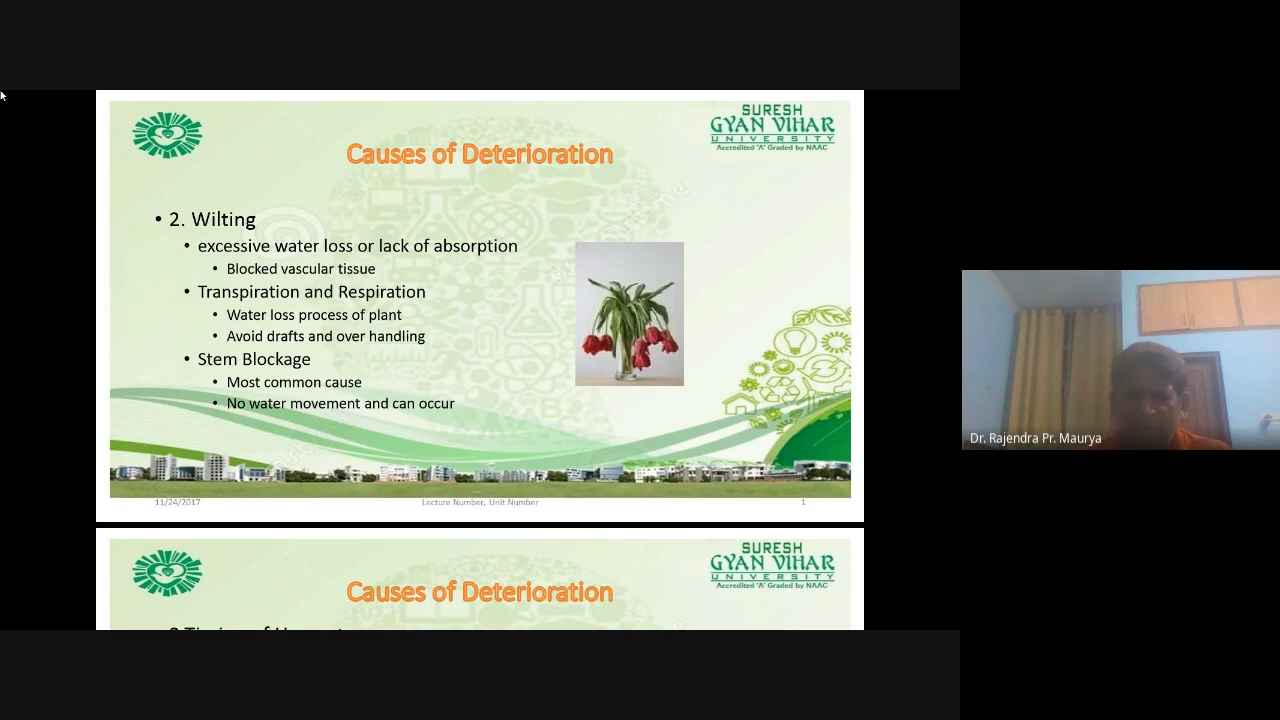 SURESH
GYAN VIHAR
UNIVERSITY
Accredited 'A' Graded by NAAC
Causes of Deterioration
• 2. Wilting
• excessive water loss or lack of absorption
• Blocked vascular tissue
• Transpiration and Respiration
• Water loss process of plant
• Avoid drafts and over handling
• Stem Blockage
• Most common cause
• No water movement and can occur
11/24/2017
Lecture Number, Unit Number
1
Dr. Rajendra Pr. Maurya
SURESH
GYAN VIHAR
UNIVERSITY
Accredited 'A' Graded by NAAC
Causes of Deterioration